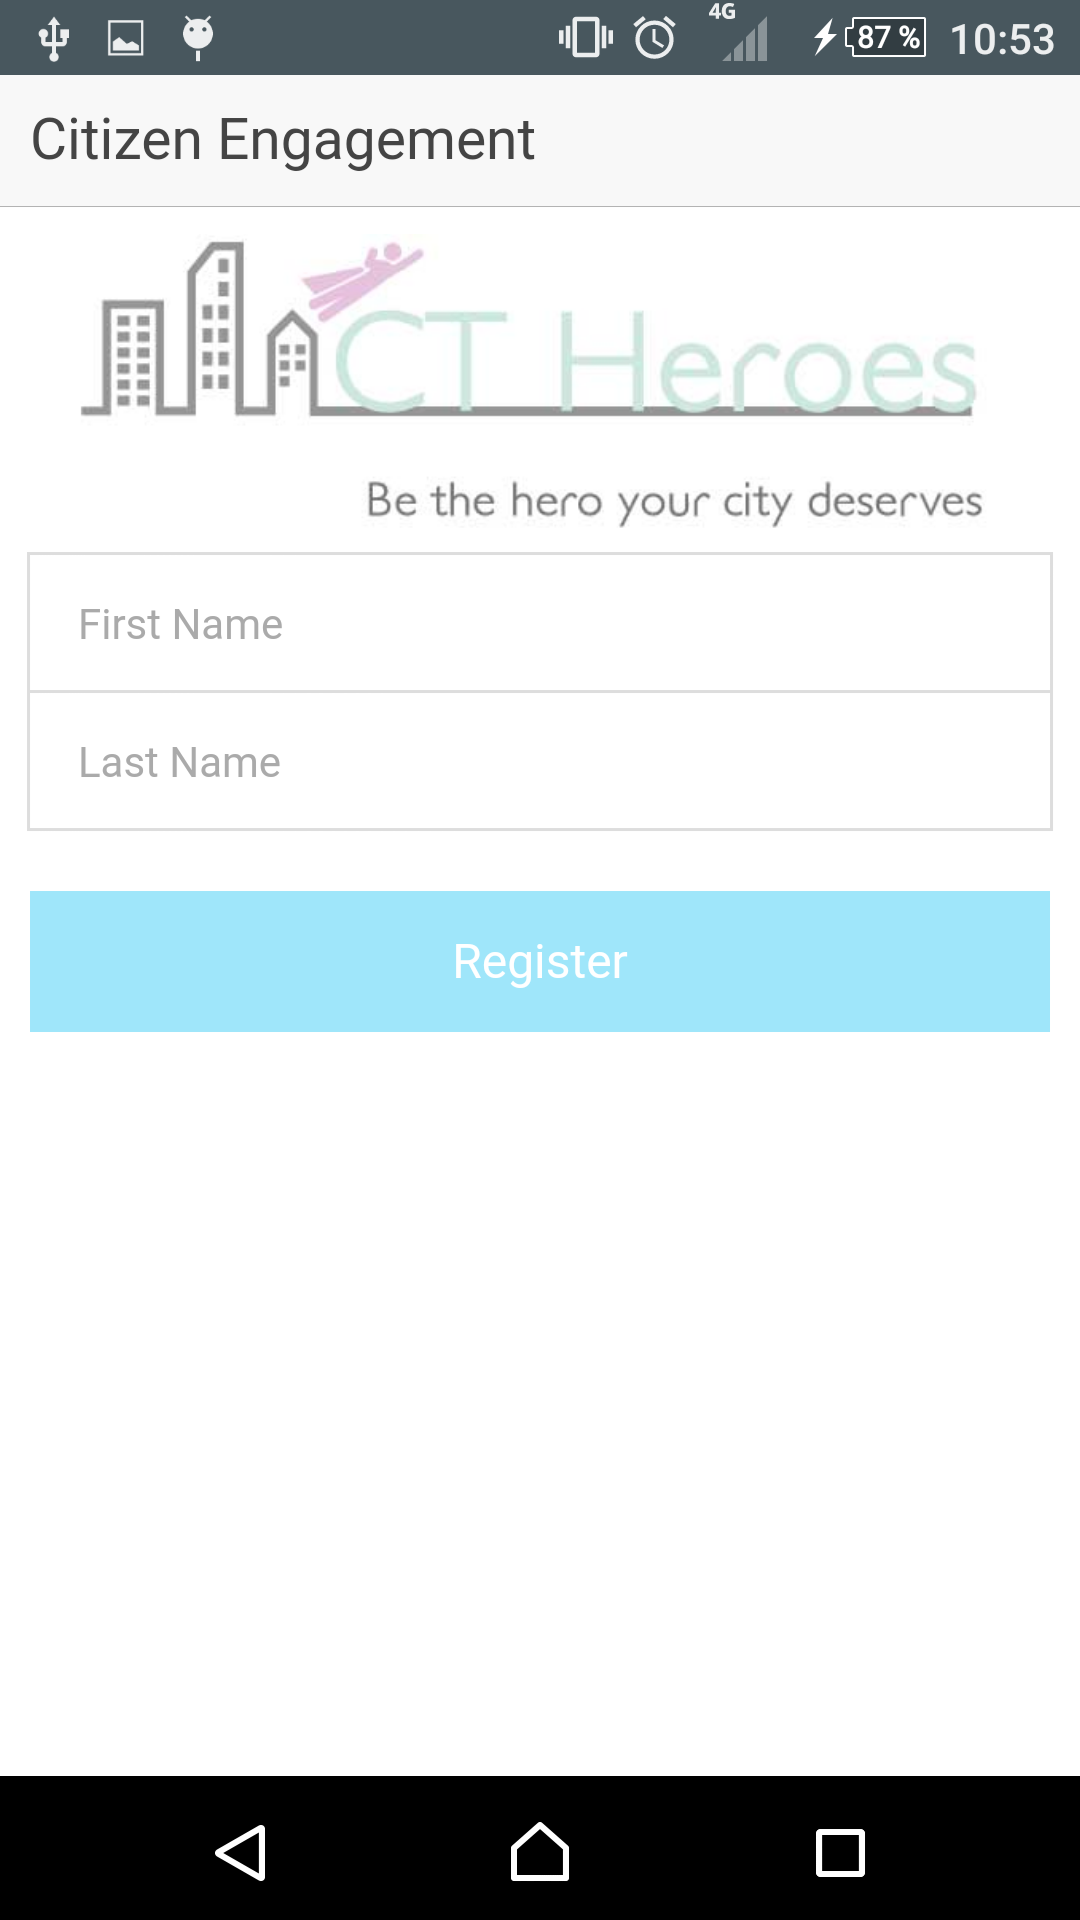 4G 87 % 10:53
Citizen Engagement
CT Heroes
Be the hero your city deserves
First Name
Last Name
Register